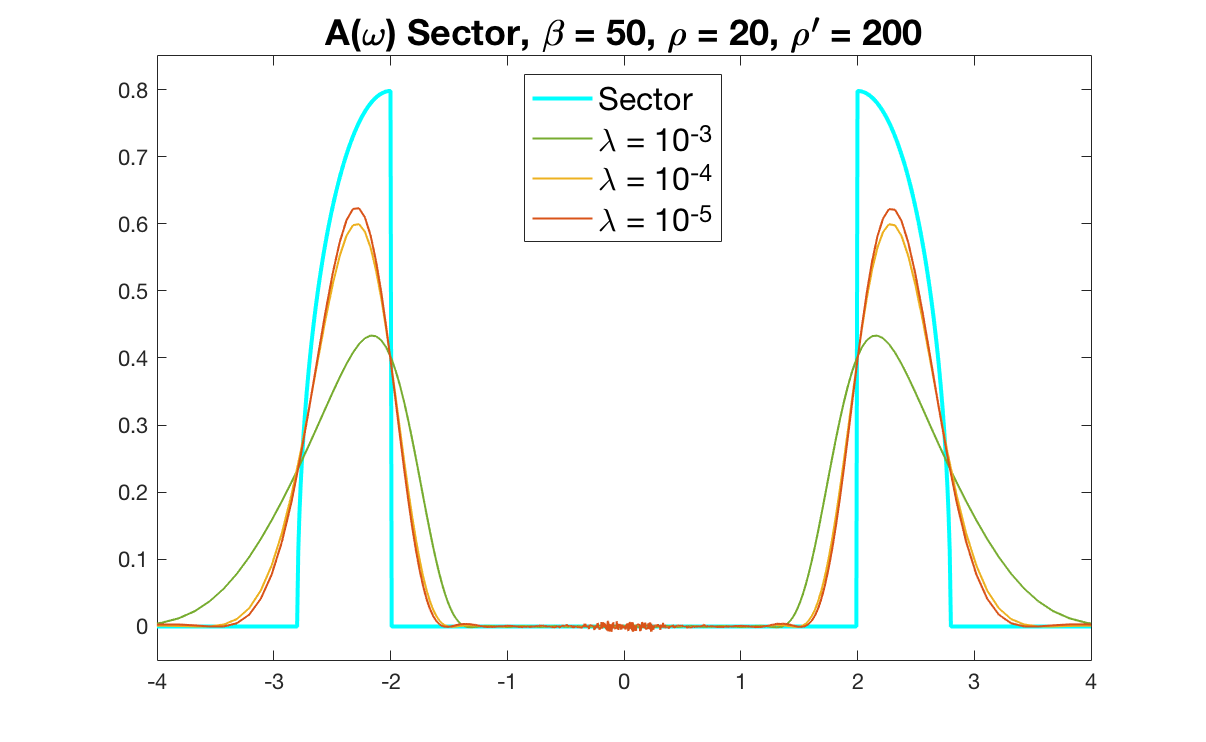 A(ω) Sector, β = 50, ρ = 20, ρ′ = 200
Sector
λ = 10⁻³
λ = 10⁻⁴
λ = 10⁻⁵
0.8
0.7
0.6
0.5
0.4
0.3
0.2
0.1
0
-4 -3 -2 -1 0 1 2 3 4